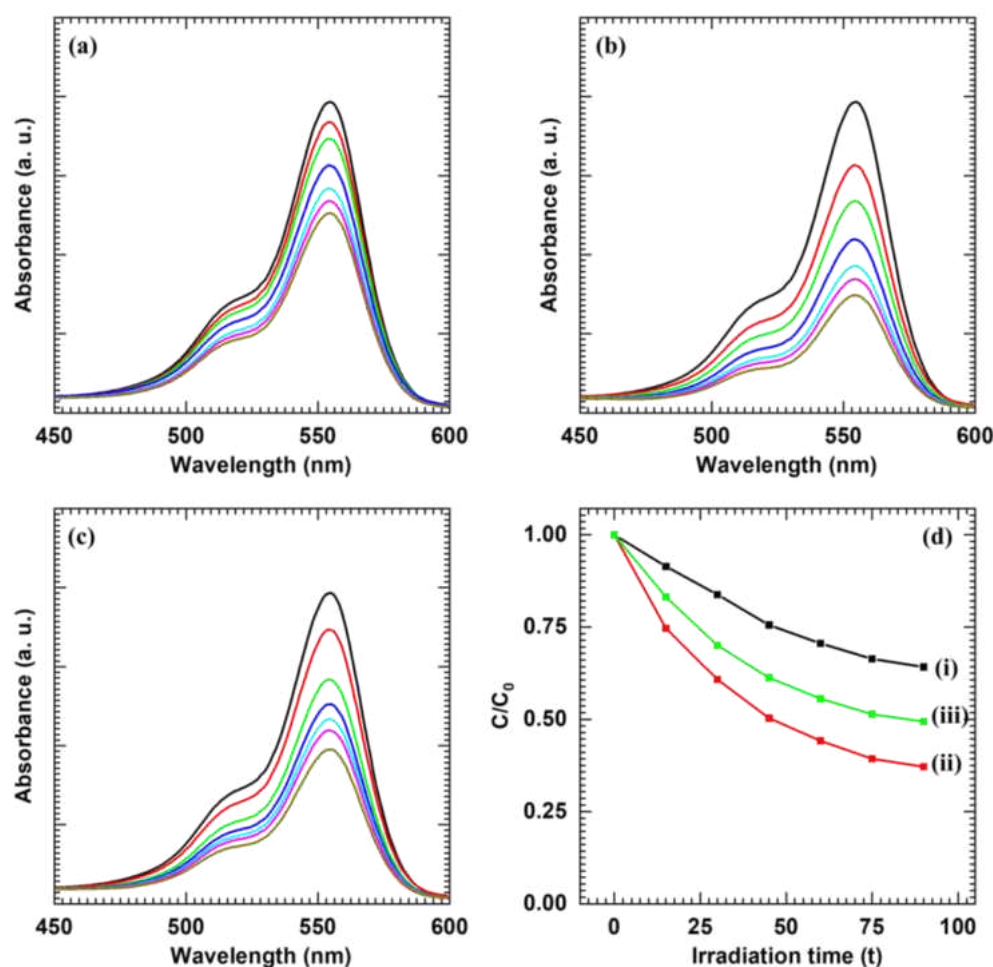 (a)
Absorbance (a. u.)
450 500 550 600
Wavelength (nm)
(b)
Absorbance (a. u.)
450 500 550 600
Wavelength (nm)
(c)
Absorbance (a. u.)
450 500 550 600
Wavelength (nm)
(d)
C/C₀
1.00
0.75
0.50
0.25
0.00
(i)
(iii)
(ii)
0 25 50 75 100
Irradiation time (t)